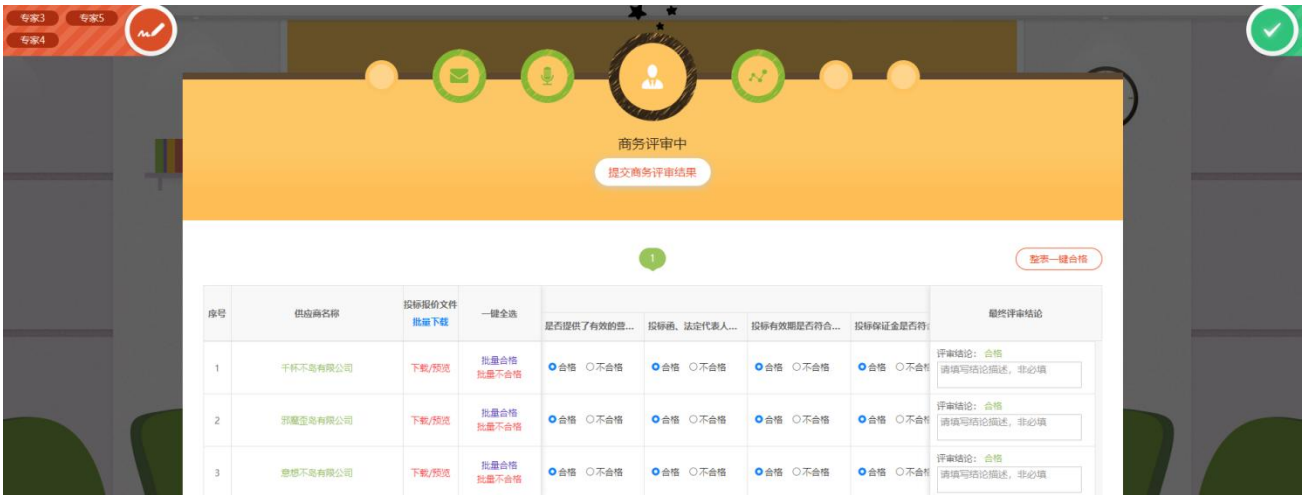 专家3 专家5
专家4
商务评审中
提交商务评审结果
1
整表一键合格
序号 供应商名称 投标报价文件 一键全选 最终评审结论
批量下载
是否提供了有效的营... 投标函、法定代表人... 投标有效期是否符合... 投标保证金是否符合
1 千杯不岛有限公司 下载/预览 批量合格 合格 不合格 合格 不合格 合格 不合格 合格 不合格 评审结论： 合格
批量不合格 请填写结论描述，非必填
2 邪魔歪岛有限公司 下载/预览 批量合格 合格 不合格 合格 不合格 合格 不合格 合格 不合格 评审结论： 合格
批量不合格 请填写结论描述，非必填
3 意想不岛有限公司 下载/预览 批量合格 合格 不合格 合格 不合格 合格 不合格 合格 不合格 评审结论： 合格
批量不合格 请填写结论描述，非必填